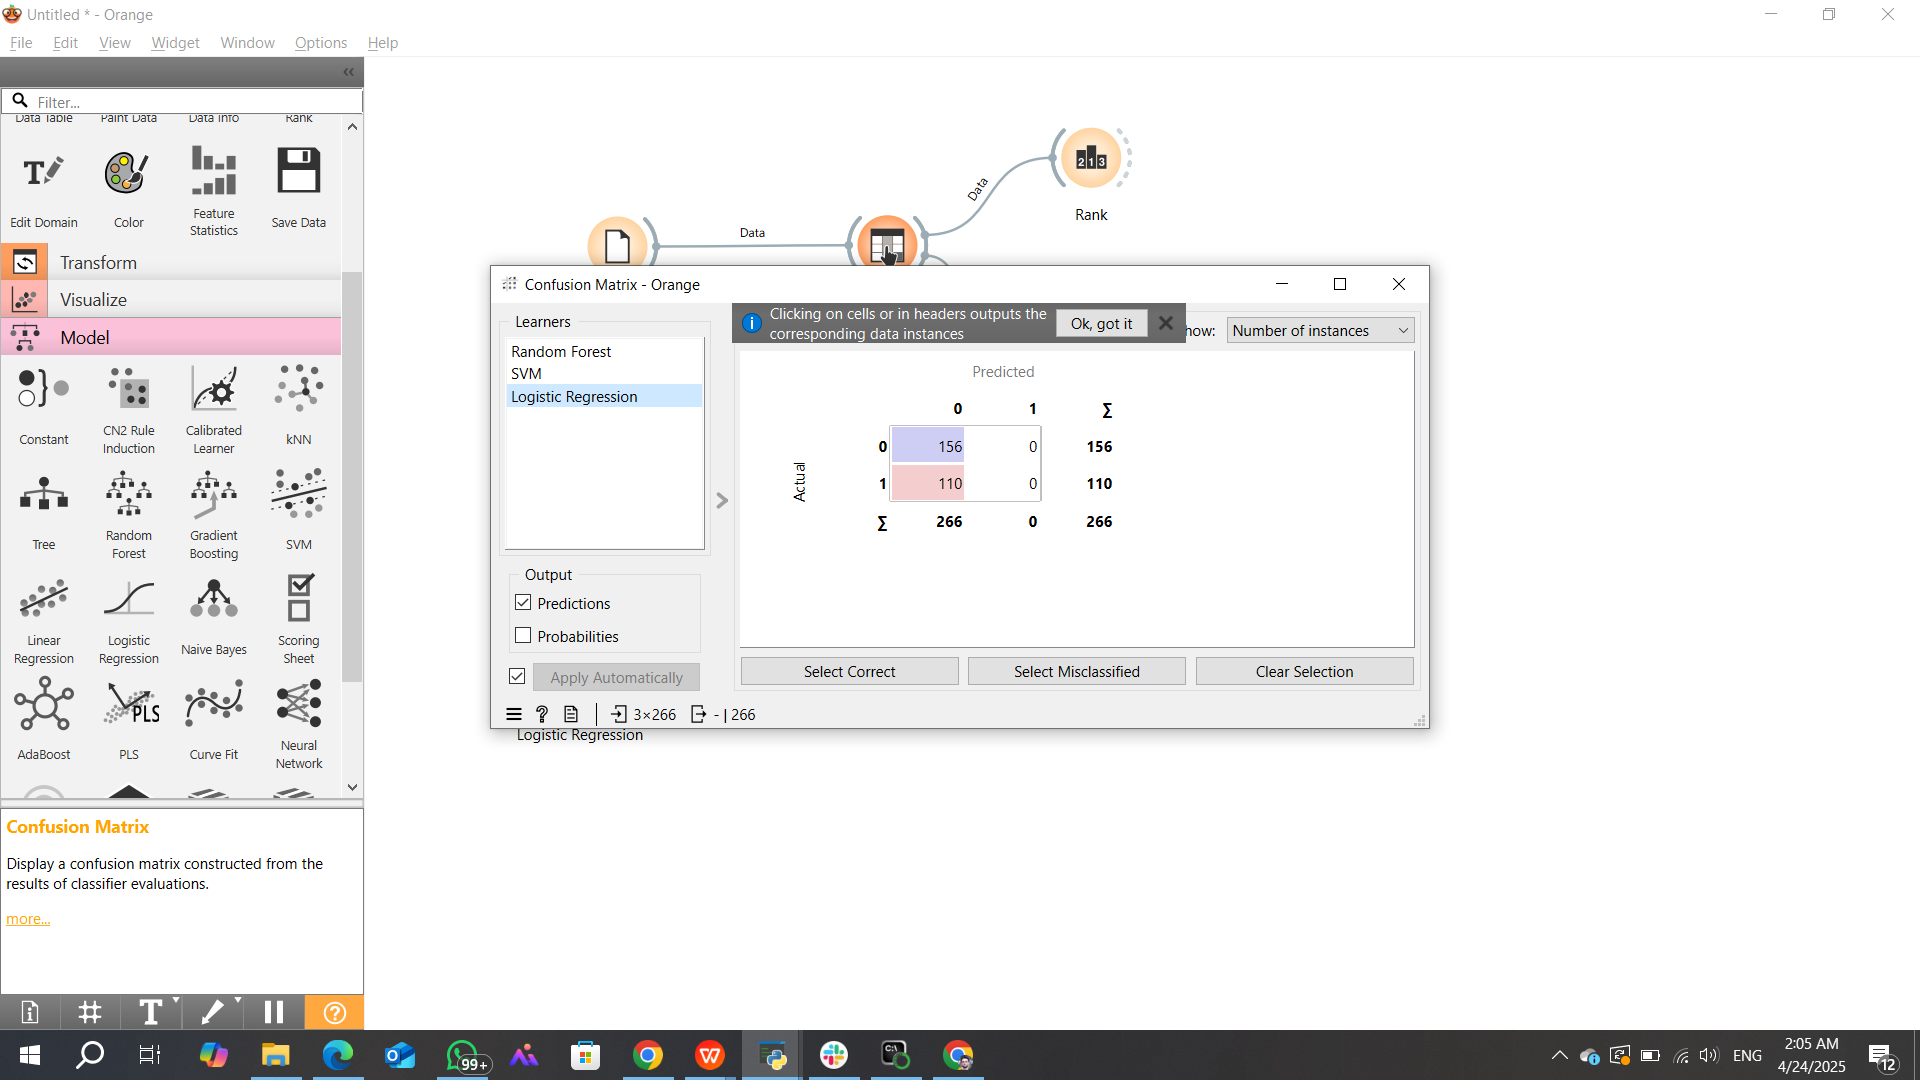 Untitled * - Orange
File Edit View Widget Window Options Help
Filter...
Data Table Paint Data Data Info Rank
Edit Domain Color Feature Statistics Save Data
Transform
Visualize
Model
Constant CN2 Rule Induction Calibrated Learner kNN
Tree Random Forest Gradient Boosting SVM
Linear Regression Logistic Regression Naive Bayes Scoring Sheet
PLS
AdaBoost PLS Curve Fit Neural Network
Confusion Matrix
Display a confusion matrix constructed from the
results of classifier evaluations.
more...
Data
Data
213
Rank
Confusion Matrix - Orange
Learners
Random Forest
SVM
Logistic Regression
Output
Predictions
Probabilities
Apply Automatically
Clicking on cells or in headers outputs the
corresponding data instances
Ok, got it
how: Number of instances
Predicted
0 1 ∑
Actual
0 156 0 156
1 110 0 110
∑ 266 0 266
Select Correct Select Misclassified Clear Selection
3×266 - | 266
Logistic Regression
99+
ENG
2:05 AM
4/24/2025
12